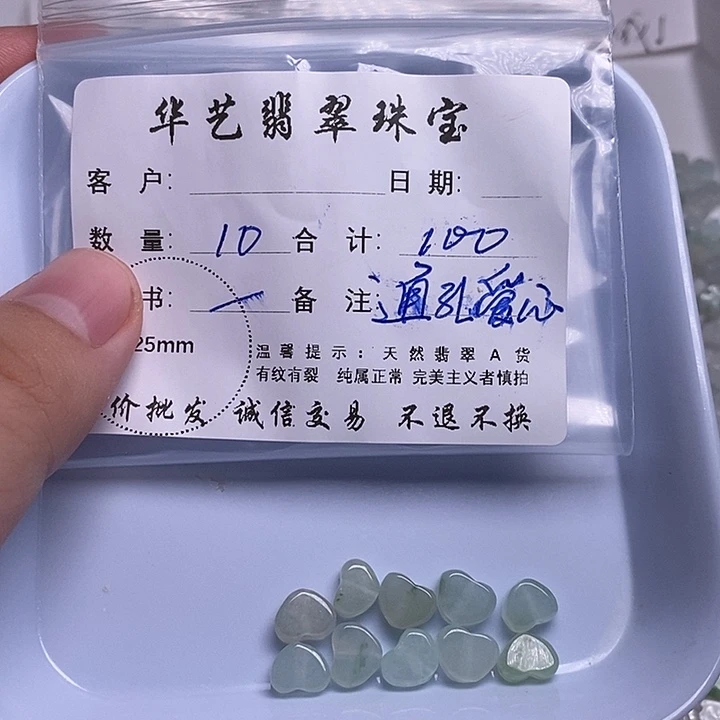 华艺翡翠珠宝
客 户: 日 期:
数 量: 10 合 计: 100
书: 一 备 注: 通孔爱心
25mm
温馨提示: 天然翡翠A货
有纹有裂 纯属正常 完美主义者慎拍
价批发 诚信交易 不退不换